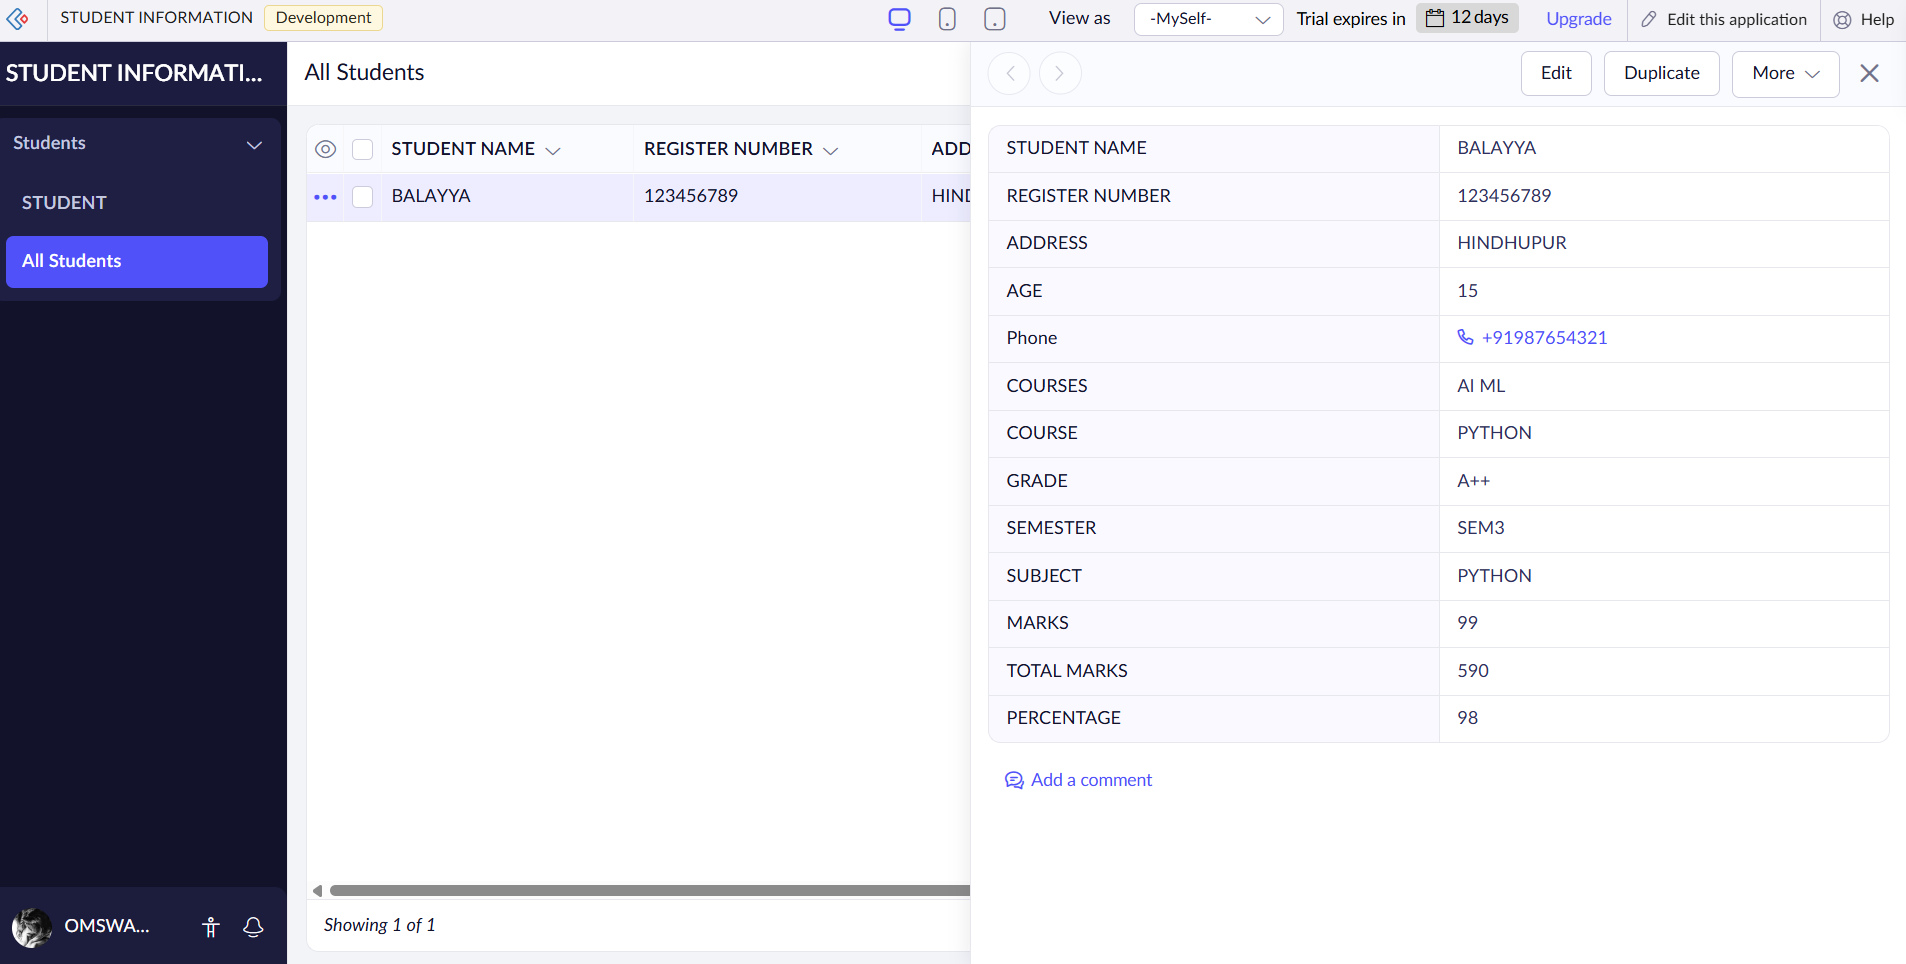 STUDENT INFORMATION Development View as -MySelf- Trial expires in 12 days Upgrade Edit this application Help
STUDENT INFORMATI...
Students
STUDENT
All Students
OMSWA...
All Students
STUDENT NAME REGISTER NUMBER ADD
BALAYYA 123456789 HIND
Showing 1 of 1
Edit Duplicate More
STUDENT NAME BALAYYA
REGISTER NUMBER 123456789
ADDRESS HINDHUPUR
AGE 15
Phone +91987654321
COURSES AI ML
COURSE PYTHON
GRADE A++
SEMESTER SEM3
SUBJECT PYTHON
MARKS 99
TOTAL MARKS 590
PERCENTAGE 98
Add a comment